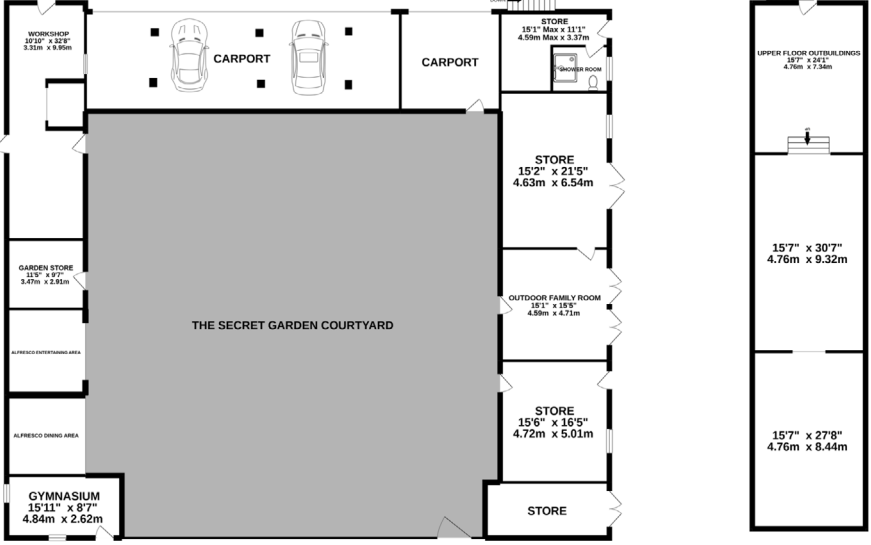 WORKSHOP
10'10" x 32'8"
3.31m x 9.95m
CARPORT
CARPORT
STORE
15'1" Max x 11'1"
4.59m Max x 3.37m
SHOWER ROOM
STORE
15'2" x 21'5"
4.63m x 6.54m
GARDEN STORE
11'5" x 9'7"
3.47m x 2.91m
OUTDOOR FAMILY ROOM
15'1" x 15'5"
4.59m x 4.71m
THE SECRET GARDEN COURTYARD
ALFRESCO ENTERTAINING AREA
ALFRESCO DINING AREA
STORE
15'6" x 16'5"
4.72m x 5.01m
GYMNASIUM
15'11" x 8'7"
4.84m x 2.62m
STORE
UPPER FLOOR OUTBUILDINGS
15'7" x 24'1"
4.76m x 7.34m
15'7" x 30'7"
4.76m x 9.32m
15'7" x 27'8"
4.76m x 8.44m